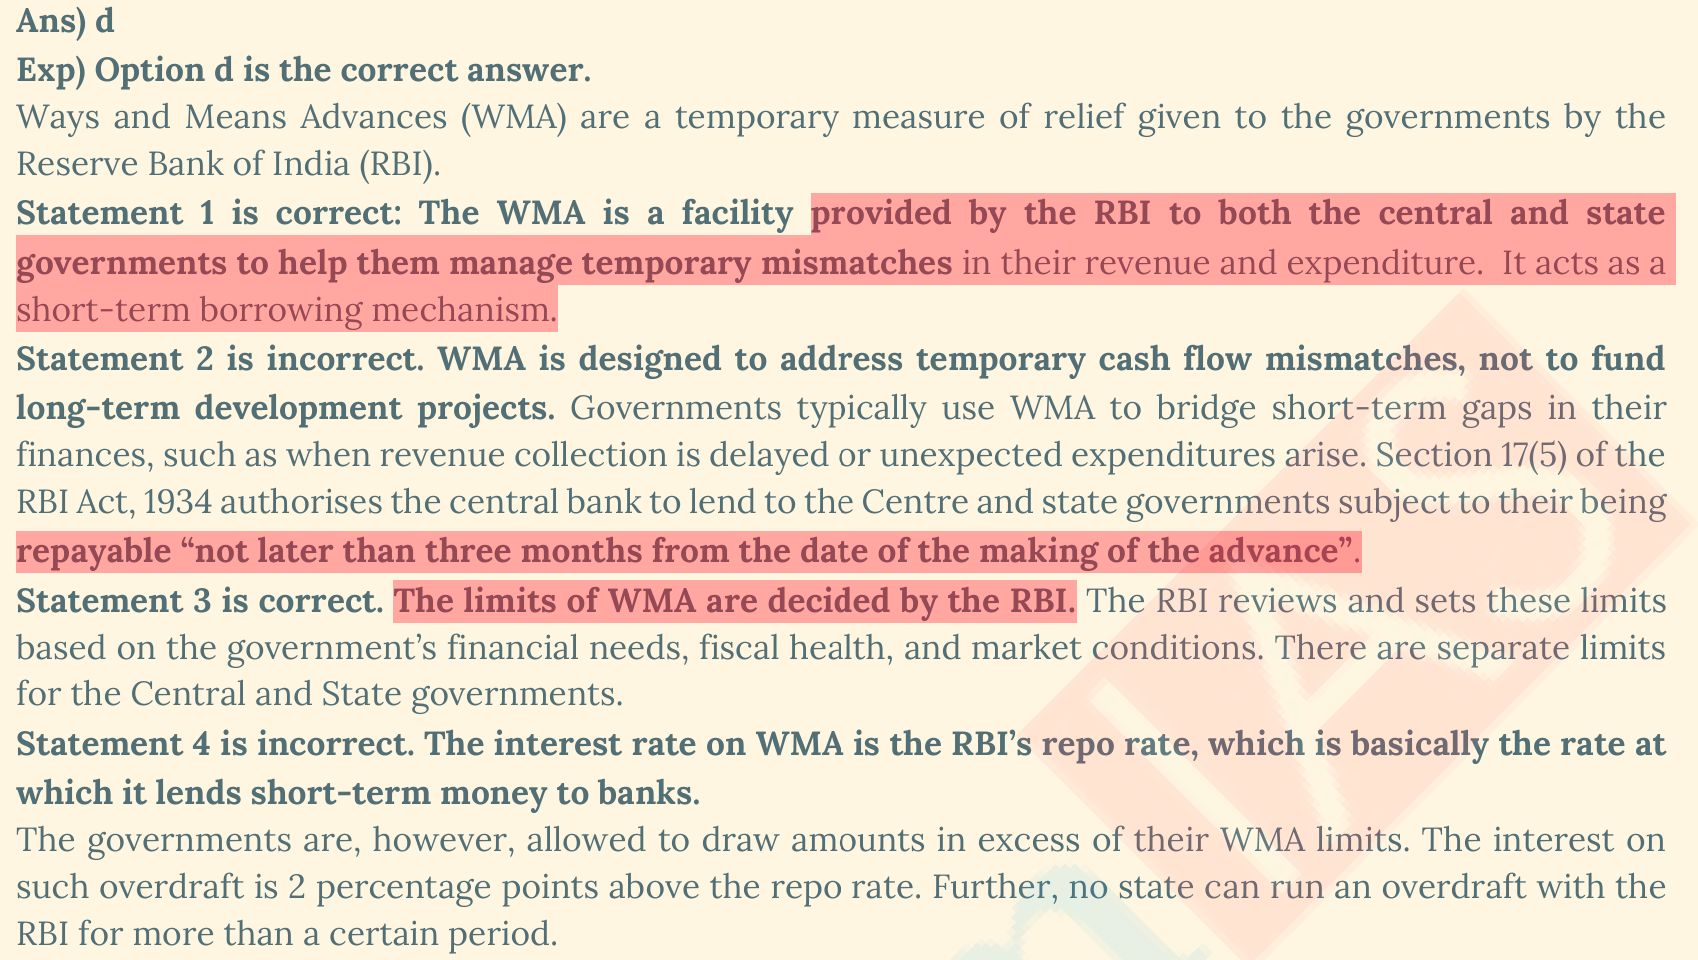 Ans) d
Exp) Option d is the correct answer.
Ways and Means Advances (WMA) are a temporary measure of relief given to the governments by the
Reserve Bank of India (RBI).
Statement 1 is correct: The WMA is a facility provided by the RBI to both the central and state
governments to help them manage temporary mismatches in their revenue and expenditure.  It acts as a
short-term borrowing mechanism.
Statement 2 is incorrect. WMA is designed to address temporary cash flow mismatches, not to fund
long-term development projects. Governments typically use WMA to bridge short-term gaps in their
finances, such as when revenue collection is delayed or unexpected expenditures arise. Section 17(5) of the
RBI Act, 1934 authorises the central bank to lend to the Centre and state governments subject to their being
repayable “not later than three months from the date of the making of the advance”.
Statement 3 is correct. The limits of WMA are decided by the RBI. The RBI reviews and sets these limits
based on the government’s financial needs, fiscal health, and market conditions. There are separate limits
for the Central and State governments.
Statement 4 is incorrect. The interest rate on WMA is the RBI’s repo rate, which is basically the rate at
which it lends short-term money to banks.
The governments are, however, allowed to draw amounts in excess of their WMA limits. The interest on
such overdraft is 2 percentage points above the repo rate. Further, no state can run an overdraft with the
RBI for more than a certain period.